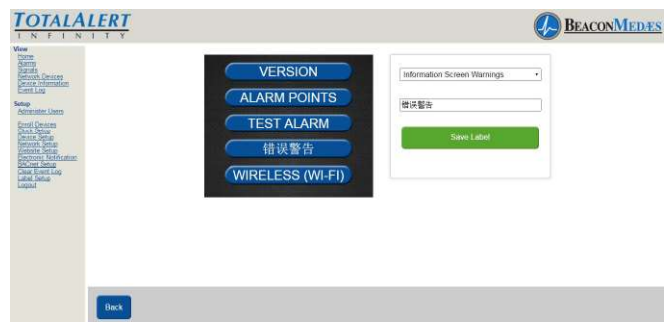 TOTALALERT
INFINITY
BEACONMEDÆS
View
Home
Alarms
Signals
Network Devices
Device Information
Event Log
Setup
Administer Users
Enroll Devices
Clock Setup
Device Setup
Network Setup
Website Setup
Electronic Notification
BACnet Setup
Clear Event Log
Label Setup
Logout
VERSION
ALARM POINTS
TEST ALARM
错误警告
WIRELESS (WI-FI)
Information Screen Warnings
错误警告
Save Label
Back